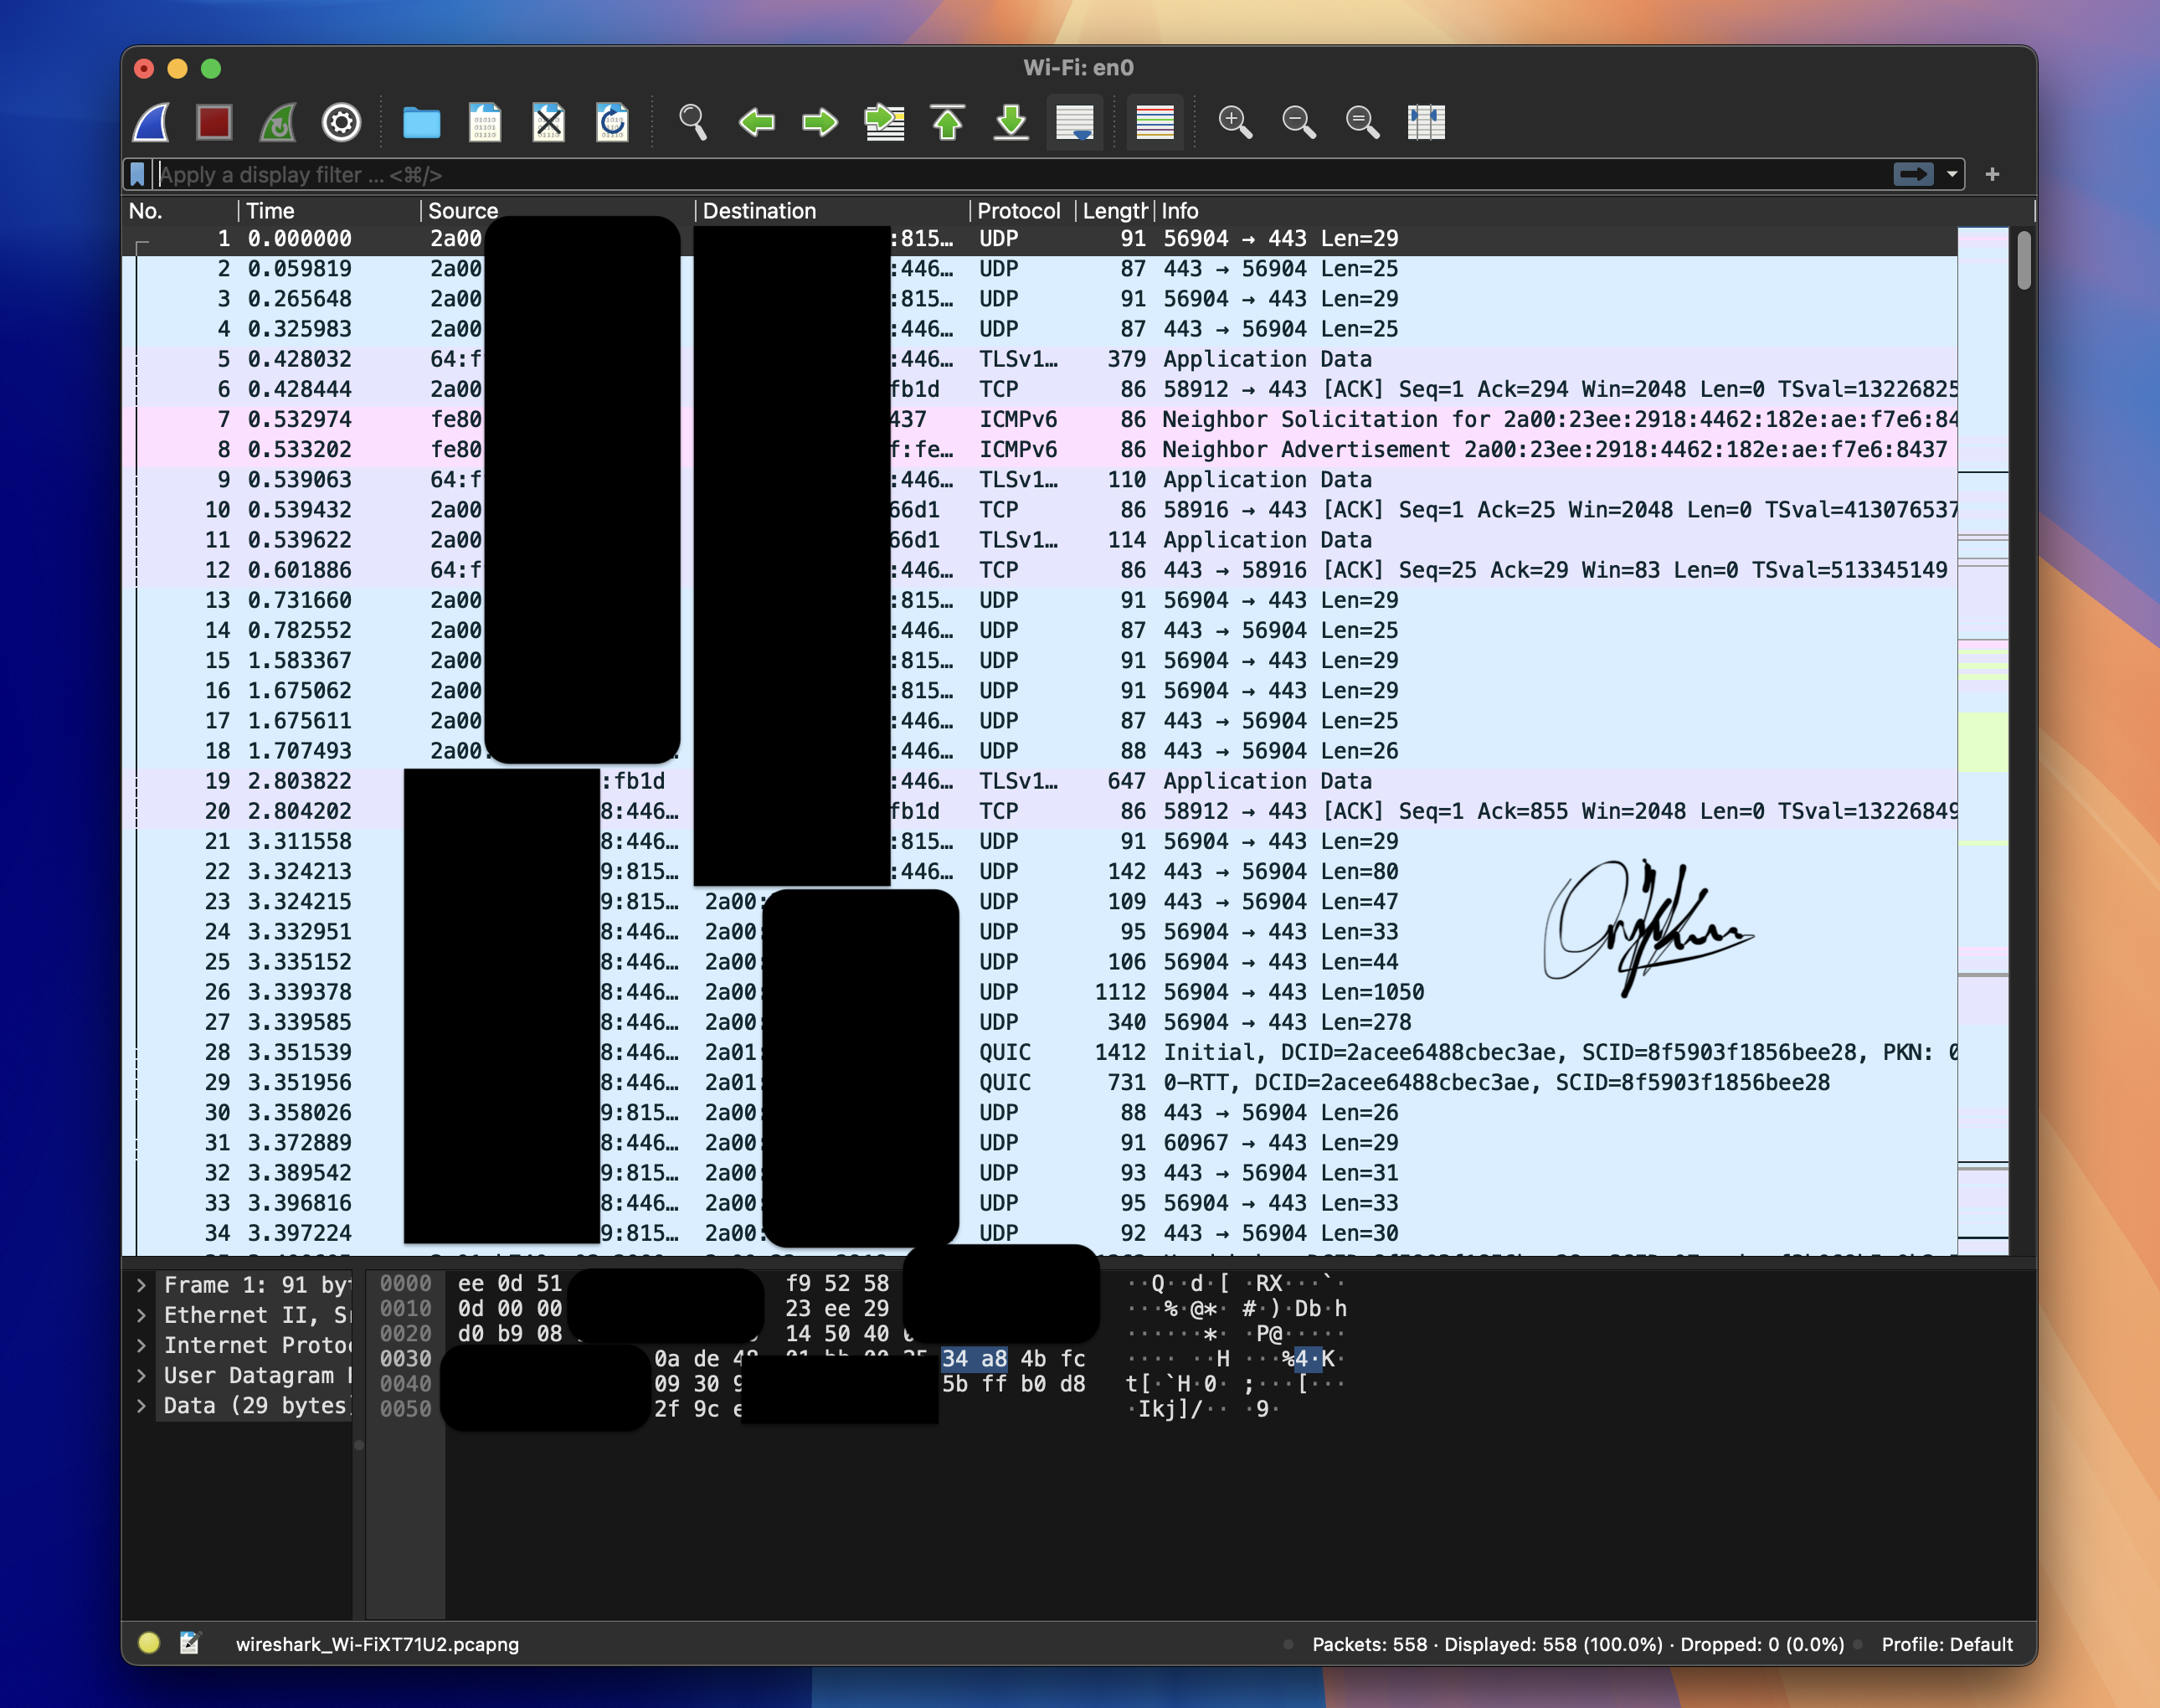 Wi-Fi: en0
Apply a display filter ... <⌘/>
No. Time Source Destination Protocol Length Info
1 0.000000 2a00 :815… UDP 91 56904 → 443 Len=29
2 0.059819 2a00 :446… UDP 87 443 → 56904 Len=25
3 0.265648 2a00 :815… UDP 91 56904 → 443 Len=29
4 0.325983 2a00 :446… UDP 87 443 → 56904 Len=25
5 0.428032 64:f :446… TLSv1… 379 Application Data
6 0.428444 2a00 fb1d TCP 86 58912 → 443 [ACK] Seq=1 Ack=294 Win=2048 Len=0 TSval=13226825
7 0.532974 fe80 437 ICMPv6 86 Neighbor Solicitation for 2a00:23ee:2918:4462:182e:ae:f7e6:84
8 0.533202 fe80 f:fe… ICMPv6 86 Neighbor Advertisement 2a00:23ee:2918:4462:182e:ae:f7e6:8437
9 0.539063 64:f :446… TLSv1… 110 Application Data
10 0.539432 2a00 66d1 TCP 86 58916 → 443 [ACK] Seq=1 Ack=25 Win=2048 Len=0 TSval=413076537
11 0.539622 2a00 66d1 TLSv1… 114 Application Data
12 0.601886 64:f :446… TCP 86 443 → 58916 [ACK] Seq=25 Ack=29 Win=83 Len=0 TSval=513345149
13 0.731660 2a00 :815… UDP 91 56904 → 443 Len=29
14 0.782552 2a00 :446… UDP 87 443 → 56904 Len=25
15 1.583367 2a00 :815… UDP 91 56904 → 443 Len=29
16 1.675062 2a00 :815… UDP 91 56904 → 443 Len=29
17 1.675611 2a00 :446… UDP 87 443 → 56904 Len=25
18 1.707493 2a00: :446… UDP 88 443 → 56904 Len=26
19 2.803822 :fb1d :446… TLSv1… 647 Application Data
20 2.804202 8:446… fb1d TCP 86 58912 → 443 [ACK] Seq=1 Ack=855 Win=2048 Len=0 TSval=13226849
21 3.311558 8:446… :815… UDP 91 56904 → 443 Len=29
22 3.324213 9:815… :446… UDP 142 443 → 56904 Len=80
23 3.324215 9:815… 2a00: UDP 109 443 → 56904 Len=47
24 3.332951 8:446… 2a00: UDP 95 56904 → 443 Len=33
25 3.335152 8:446… 2a00: UDP 106 56904 → 443 Len=44
26 3.339378 8:446… 2a00: UDP 1112 56904 → 443 Len=1050
27 3.339585 8:446… 2a00: UDP 340 56904 → 443 Len=278
28 3.351539 8:446… 2a01: QUIC 1412 Initial, DCID=2acee6488cbec3ae, SCID=8f5903f1856bee28, PKN: 0
29 3.351956 8:446… 2a01: QUIC 731 0-RTT, DCID=2acee6488cbec3ae, SCID=8f5903f1856bee28
30 3.358026 9:815… 2a00: UDP 88 443 → 56904 Len=26
31 3.372889 8:446… 2a00: UDP 91 60967 → 443 Len=29
32 3.389542 9:815… 2a00: UDP 93 443 → 56904 Len=31
33 3.396816 8:446… 2a00: UDP 95 56904 → 443 Len=33
34 3.397224 9:815… 2a00: UDP 92 443 → 56904 Len=30
Frame 1: 91 byt
Ethernet II, Sr
Internet Protoc
User Datagram
Data (29 bytes)
0000 ee 0d 51 f9 52 58 ··Q··d·[ ·RX···`·
0010 0d 00 00 23 ee 29 ···%·@*· #·)·Db·h
0020 d0 b9 08 14 50 40 ······*· ·P@·····
0030 0a de 34 a8 4b fc ···· ··H ···%4·K·
0040 09 30 5b ff b0 d8 t[·`H·0· ;···[···
0050 2f 9c ·Ikj]/·· ·9·
wireshark_Wi-FiXT71U2.pcapng
Packets: 558 · Displayed: 558 (100.0%) · Dropped: 0 (0.0%)
Profile: Default